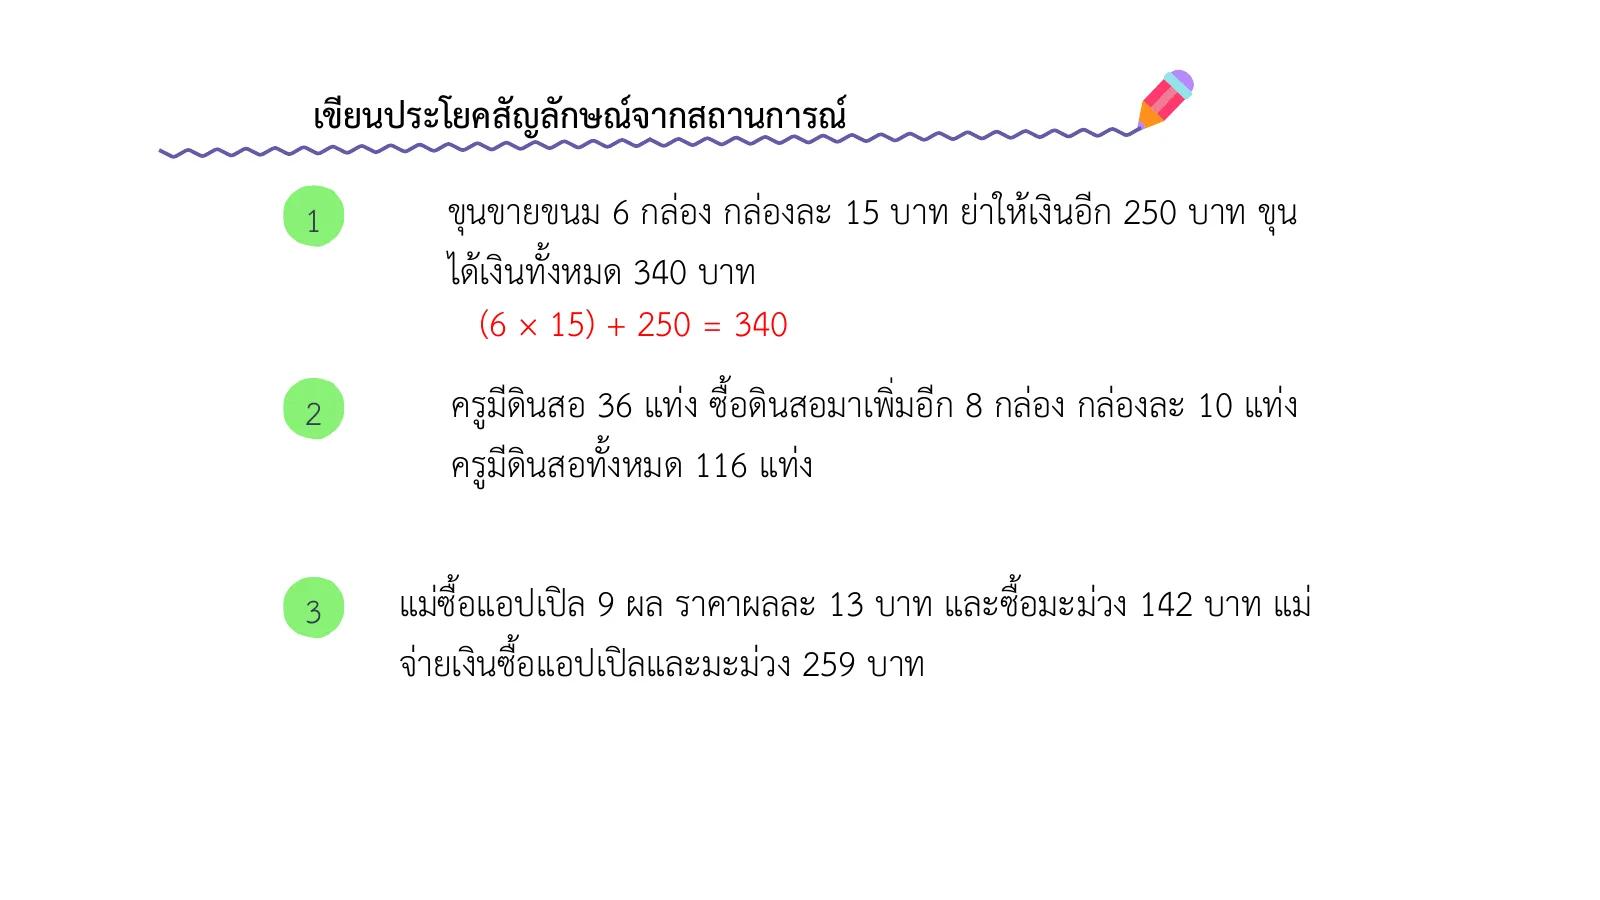 เขียนประโยคสัญลักษณ์จากสถานการณ์
1
ขุนขายขนม 6 กล่อง กล่องละ 15 บาท ย่าให้เงินอีก 250 บาท ขุน
ได้เงินทั้งหมด 340 บาท
(6 × 15) + 250 = 340
2
ครูมีดินสอ 36 แท่ง ซื้อดินสอมาเพิ่มอีก 8 กล่อง กล่องละ 10 แท่ง
ครูมีดินสอทั้งหมด 116 แท่ง
3
แม่ซื้อแอปเปิล 9 ผล ราคาผลละ 13 บาท และซื้อมะม่วง 142 บาท แม่
จ่ายเงินซื้อแอปเปิลและมะม่วง 259 บาท